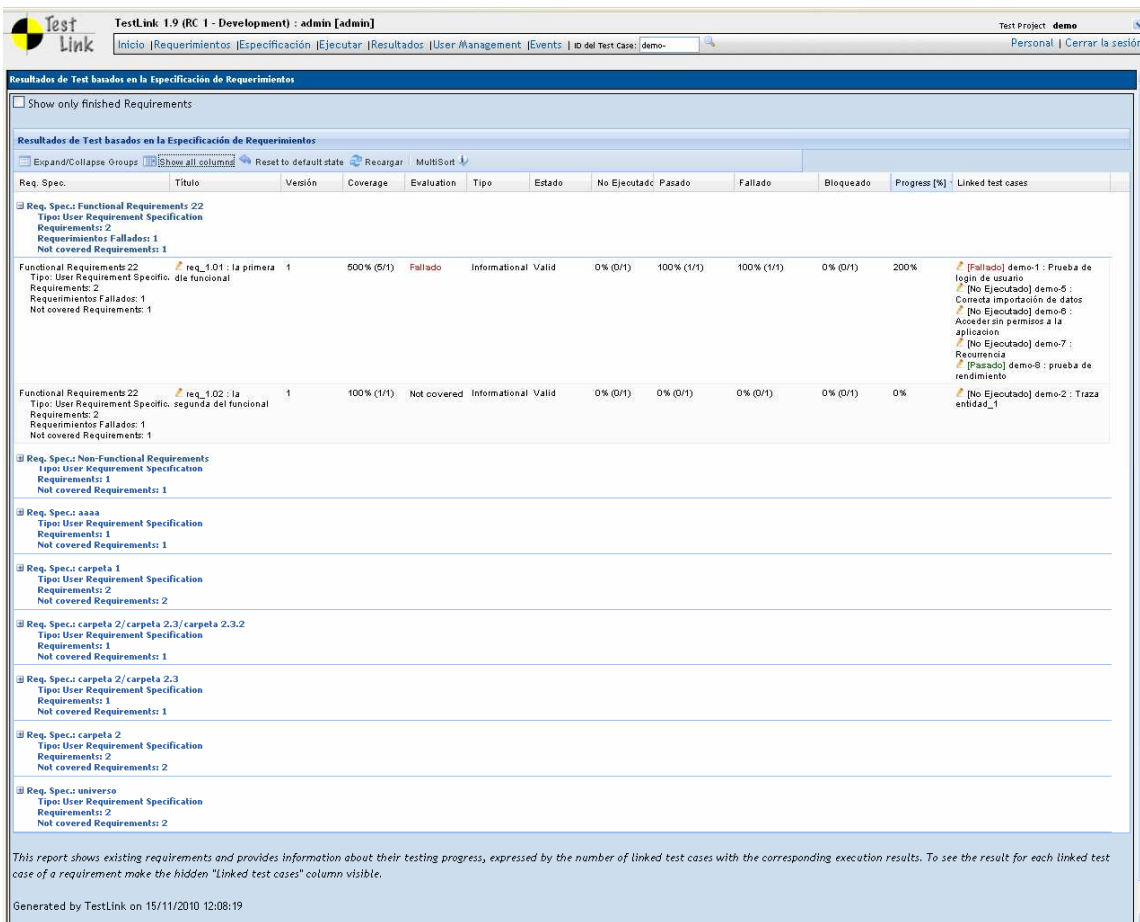 Test Link
TestLink 1.9 (RC 1 - Development) : admin [admin]
Test Project demo
Inicio |Requerimientos |Especificación |Ejecutar |Resultados |User Management |Events | ID del Test Case: demo-
Personal | Cerrar la sesión
Resultados de Test basados en la Especificación de Requerimientos
Show only finished Requirements
Resultados de Test basados en la Especificación de Requerimientos
Expand/Collapse Groups Show all columns Reset to default state Recargar MultiSort
Req. Spec. Título Versión Coverage Evaluation Tipo Estado No Ejecutado Pasado Fallado Bloqueado Progress [%] Linked test cases
Req. Spec.: Functional Requirements 22
Tipo: User Requirement Specification
Requirements: 2
Requerimientos Fallados: 1
Not covered Requirements: 1
Functional Requirements 22 req_1.01 : la primera 1 500% (5/1) Fallado Informational Valid 0% (0/1) 100% (1/1) 100% (1/1) 0% (0/1) 200% [Fallado] demo-1 : Prueba de
Tipo: User Requirement Specific. dle funcional login de usuario
Requirements: 2 [No Ejecutado] demo-5 :
Requerimientos Fallados: 1 Correcta importación de datos
Not covered Requirements: 1 [No Ejecutado] demo-6 :
Acceder sin permisos a la
aplicacion
[No Ejecutado] demo-7 :
Recurrencia
[Pasado] demo-8 : prueba de
rendimiento
Functional Requirements 22 req_1.02 : la 1 100% (1/1) Not covered Informational Valid 0% (0/1) 0% (0/1) 0% (0/1) 0% (0/1) 0% [No Ejecutado] demo-2 : Traza
Tipo: User Requirement Specific. segunda del funcional entidad_1
Requirements: 2
Requerimientos Fallados: 1
Not covered Requirements: 1
Req. Spec.: Non-Functional Requirements
Tipo: User Requirement Specification
Requirements: 1
Not covered Requirements: 1
Req. Spec.: aaaa
Tipo: User Requirement Specification
Requirements: 1
Not covered Requirements: 1
Req. Spec.: carpeta 1
Tipo: User Requirement Specification
Requirements: 2
Not covered Requirements: 2
Req. Spec.: carpeta 2/carpeta 2.3/carpeta 2.3.2
Tipo: User Requirement Specification
Requirements: 1
Not covered Requirements: 1
Req. Spec.: carpeta 2/carpeta 2.3
Tipo: User Requirement Specification
Requirements: 1
Not covered Requirements: 1
Req. Spec.: carpeta 2
Tipo: User Requirement Specification
Requirements: 2
Not covered Requirements: 2
Req. Spec.: universo
Tipo: User Requirement Specification
Requirements: 2
Not covered Requirements: 2
This report shows existing requirements and provides information about their testing progress, expressed by the number of linked test cases with the corresponding execution results. To see the result for each linked test
case of a requirement make the hidden "Linked test cases" column visible.
Generated by TestLink on 15/11/2010 12:08:19